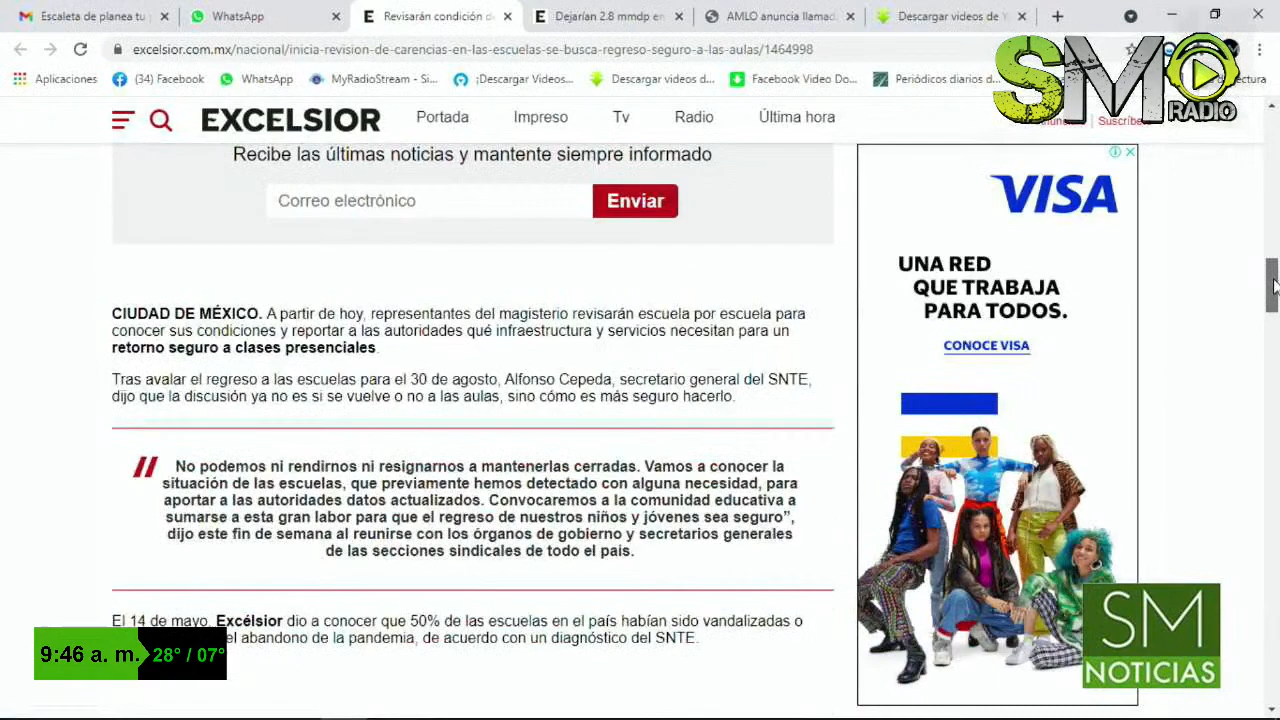 Escaleta de planea tu p
WhatsApp
Revisarán condición de
Dejarían 2.8 mmdp en
AMLO anuncia llamad
Descargar videos de Y
excelsior.com.mx/nacional/inicia-revision-de-carencias-en-las-escuelas-se-busca-regreso-seguro-a-las-aulas/1464998
Aplicaciones
(34) Facebook
WhatsApp
MyRadioStream - Si...
¡Descargar Videos...
Descargar videos d...
Facebook Video Do...
Periódicos diarios d...
SM RADIO
EXCELSIOR
Portada
Impreso
Tv
Radio
Última hora
Suscríbete
Recibe las últimas noticias y mantente siempre informado
Correo electrónico
Enviar
VISA
UNA RED
QUE TRABAJA
PARA TODOS.
CONOCE VISA
CIUDAD DE MÉXICO. A partir de hoy, representantes del magisterio revisarán escuela por escuela para
conocer sus condiciones y reportar a las autoridades qué infraestructura y servicios necesitan para un
retorno seguro a clases presenciales.
Tras avalar el regreso a las escuelas para el 30 de agosto, Alfonso Cepeda, secretario general del SNTE,
dijo que la discusión ya no es si se vuelve o no a las aulas, sino cómo es más seguro hacerlo.
No podemos ni rendirnos ni resignarnos a mantenerlas cerradas. Vamos a conocer la
situación de las escuelas, que previamente hemos detectado con alguna necesidad, para
aportar a las autoridades datos actualizados. Convocaremos a la comunidad educativa a
sumarse a esta gran labor para que el regreso de nuestros niños y jóvenes sea seguro”,
dijo este fin de semana al reunirse con los órganos de gobierno y secretarios generales
de las secciones sindicales de todo el país.
El 14 de mayo, Excélsior dio a conocer que 50% de las escuelas en el país habían sido vandalizadas o
el abandono de la pandemia, de acuerdo con un diagnóstico del SNTE.
9:46 a. m.
28° / 07°
SM
NOTICIAS